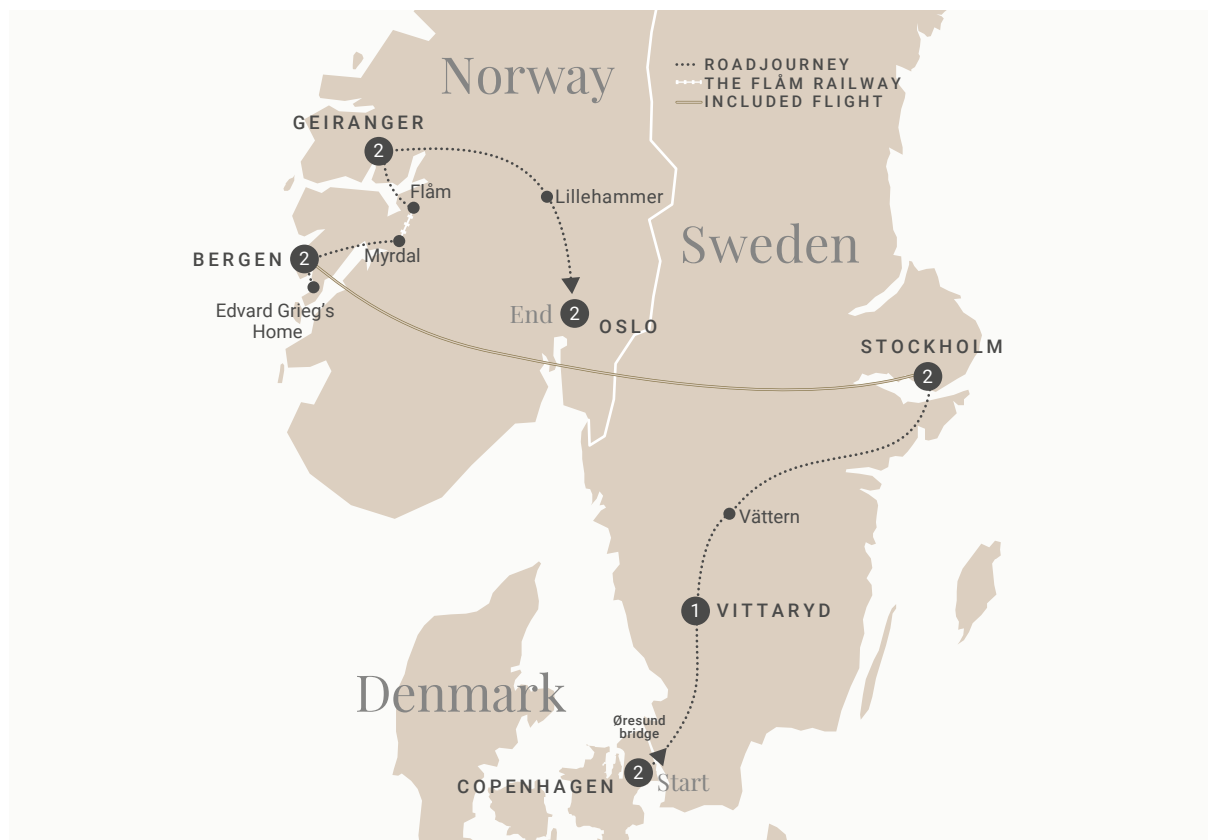 Norway
ROADJOURNEY
THE FLÅM RAILWAY
INCLUDED FLIGHT
GEIRANGER
2
Flåm
Lillehammer
Sweden
BERGEN
2
Myrdal
Edvard Grieg's
Home
End
2
OSLO
STOCKHOLM
2
Vättern
1
VITTARYD
Denmark
Øresund
bridge
COPENHAGEN
2
Start